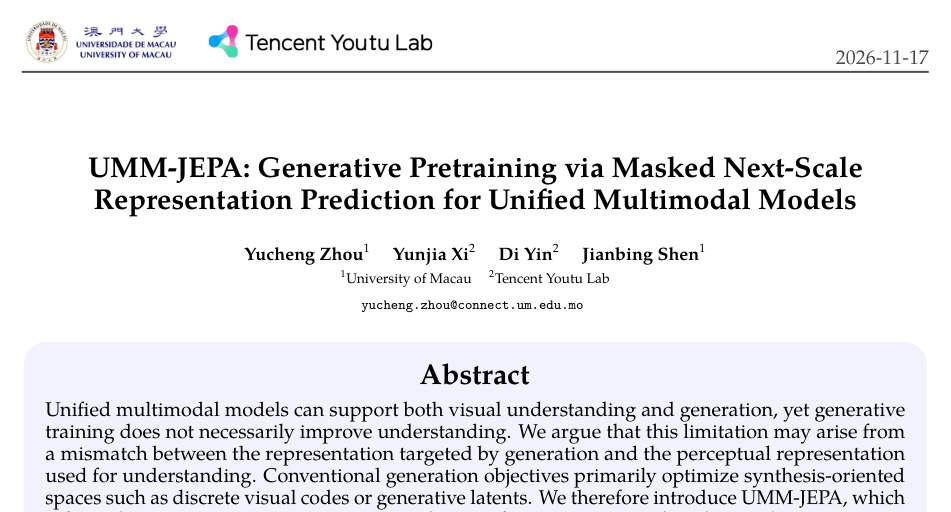 澳門大學
UNIVERSIDADE DE MACAU
UNIVERSITY OF MACAU
Tencent Youtu Lab
2026-11-17
UMM-JEPA: Generative Pretraining via Masked Next-Scale
Representation Prediction for Unified Multimodal Models
Yucheng Zhou1 Yunjia Xi2 Di Yin2 Jianbing Shen1
1University of Macau 2Tencent Youtu Lab
yucheng.zhou@connect.um.edu.mo
Abstract
Unified multimodal models can support both visual understanding and generation, yet generative
training does not necessarily improve understanding. We argue that this limitation may arise from
a mismatch between the representation targeted by generation and the perceptual representation
used for understanding. Conventional generation objectives primarily optimize synthesis-oriented
spaces such as discrete visual codes or generative latents. We therefore introduce UMM-JEPA, which